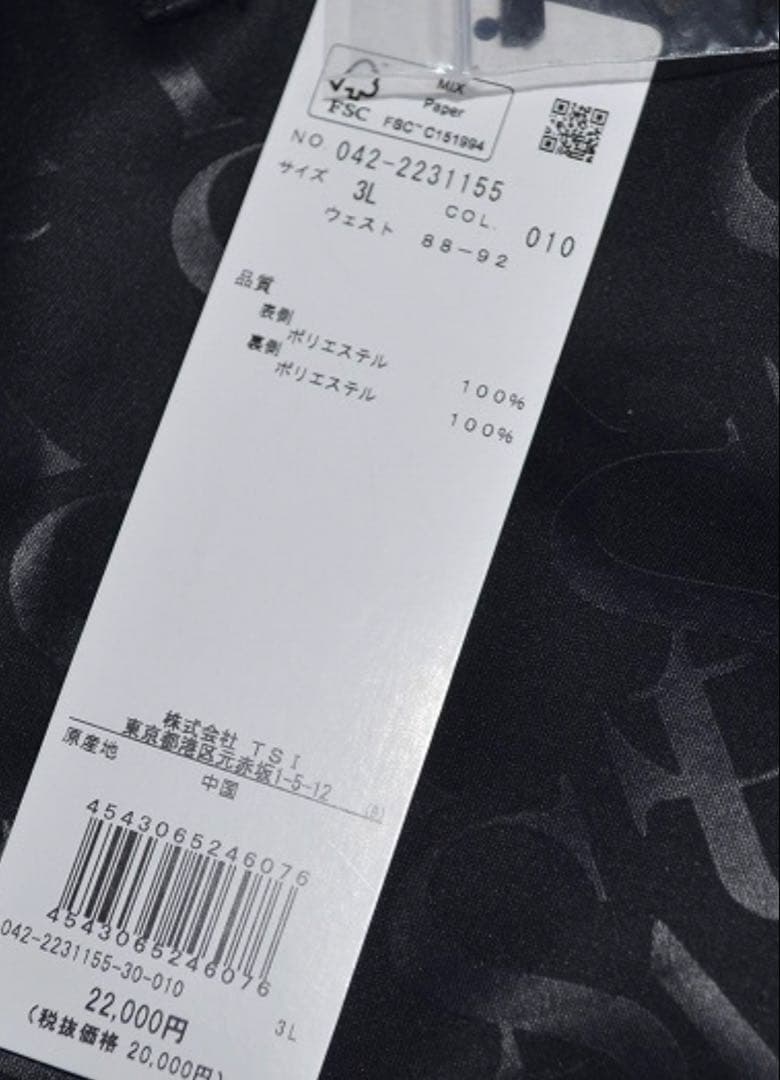 MIX
Paper
FSC
FSC™ C151994
NO. 042-2231155
サイズ 3L COL. 010
ウェスト 88-92
品質
表側
ポリエステル 100%
裏側
ポリエステル 100%
株式会社 TSI
東京都港区元赤坂1-5-12
(B)
原産地 中国
4543065246076
4543065246076
042-2231155-30-010
22,000円 3L
(税抜価格 20,000円)